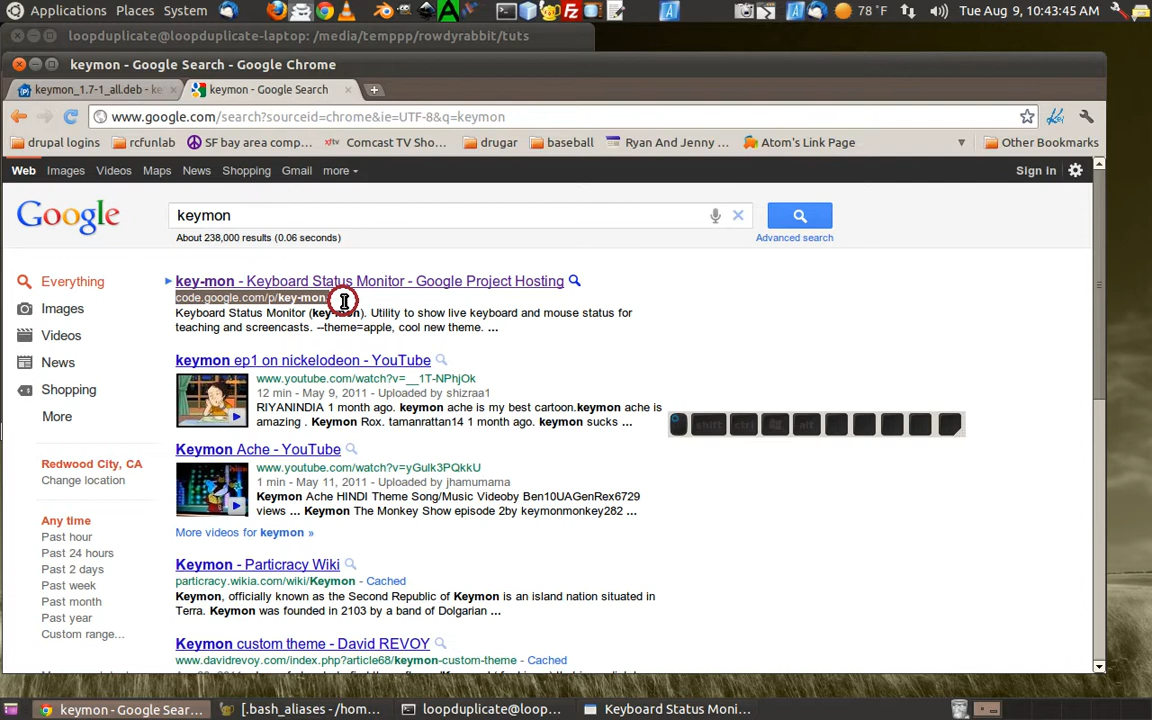 Applications Places System 78 °F Tue Aug 9, 10:43:45 AM
loopduplicate@loopduplicate-laptop: /media/temppp/rowdyrabbit/tuts
keymon - Google Search - Google Chrome
keymon_1.7-1_all.deb - ke
keymon - Google Search
www.google.com/search?sourceid=chrome&ie=UTF-8&q=keymon
drupal logins rcfunlab SF bay area comp... Comcast TV Sho... drugar baseball Ryan And Jenny ... Atom's Link Page Other Bookmarks
Web Images Videos Maps News Shopping Gmail more Sign in
Google
keymon
About 238,000 results (0.06 seconds)
Advanced search
Everything
Images
Videos
News
Shopping
More
Redwood City, CA
Change location
Any time
Past hour
Past 24 hours
Past 2 days
Past week
Past month
Past year
Custom range...
key-mon - Keyboard Status Monitor - Google Project Hosting
code.google.com/p/key-mon
Keyboard Status Monitor (key-mon). Utility to show live keyboard and mouse status for
teaching and screencasts. --theme=apple, cool new theme. ...
keymon ep1 on nickelodeon - YouTube
www.youtube.com/watch?v=__1T-NPhjOk
12 min - May 9, 2011 - Uploaded by shizraa1
RIYANINDIA 1 month ago. keymon ache is my best cartoon.keymon ache is
amazing . Keymon Rox. tamanrattan14 1 month ago. keymon sucks ...
Keymon Ache - YouTube
www.youtube.com/watch?v=yGulk3PQkkU
1 min - May 11, 2011 - Uploaded by jhamumama
Keymon Ache HINDI Theme Song/Music Videoby Ben10UAGenRex6729
views ... Keymon The Monkey Show episode 2by keymonmonkey282 ...
More videos for keymon »
Keymon - Particracy Wiki
particracy.wikia.com/wiki/Keymon - Cached
Keymon, officially known as the Second Republic of Keymon is an island nation situated in
Terra. Keymon was founded in 2103 by a band of Dolgarian ...
Keymon custom theme - David REVOY
www.davidrevoy.com/index.php?article68/keymon-custom-theme - Cached
shift ctrl alt
keymon - Google Sear... [.bash_aliases - /hom... loopduplicate@loop... Keyboard Status Moni...